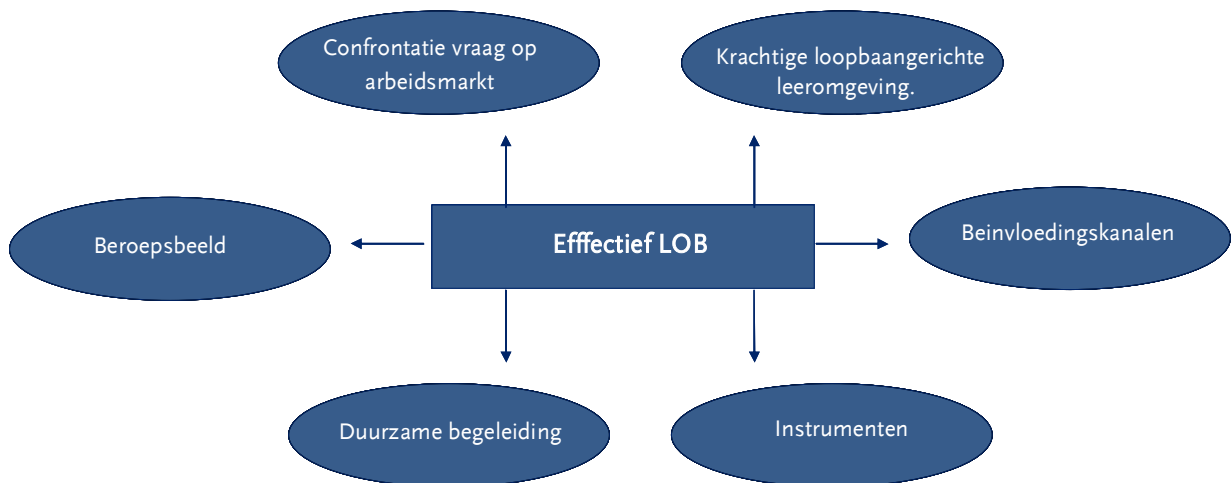 Confrontatie vraag op
arbeidsmarkt
Krachtige loopbaangerichte
leeromgeving.
Beroepsbeeld
Efffectief LOB
Beinvloedingskanalen
Duurzame begeleiding
Instrumenten